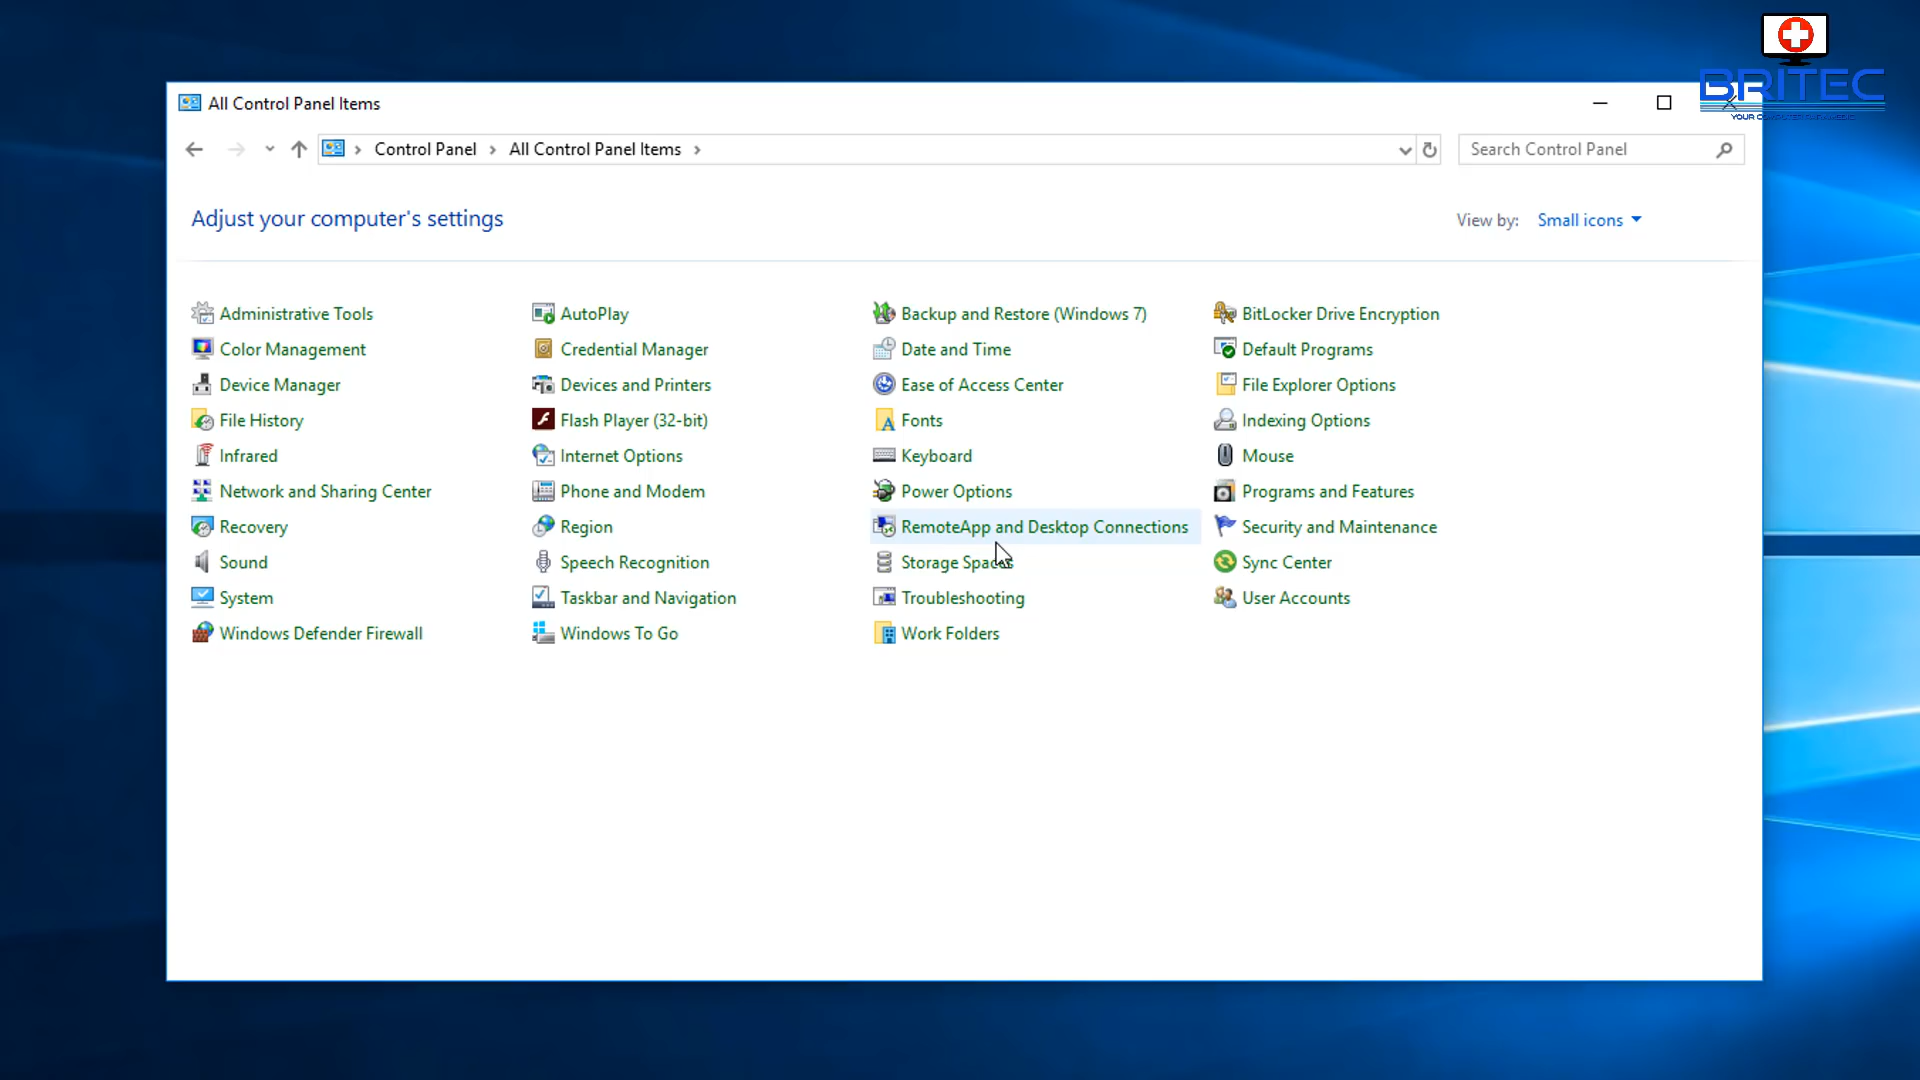 BRITEC
All Control Panel Items
Control Panel All Control Panel Items
Search Control Panel
Adjust your computer's settings
View by: Small icons
Administrative Tools AutoPlay Backup and Restore (Windows 7) BitLocker Drive Encryption
Color Management Credential Manager Date and Time Default Programs
Device Manager Devices and Printers Ease of Access Center File Explorer Options
File History Flash Player (32-bit) Fonts Indexing Options
Infrared Internet Options Keyboard Mouse
Network and Sharing Center Phone and Modem Power Options Programs and Features
Recovery Region RemoteApp and Desktop Connections Security and Maintenance
Sound Speech Recognition Storage Spaces Sync Center
System Taskbar and Navigation Troubleshooting User Accounts
Windows Defender Firewall Windows To Go Work Folders